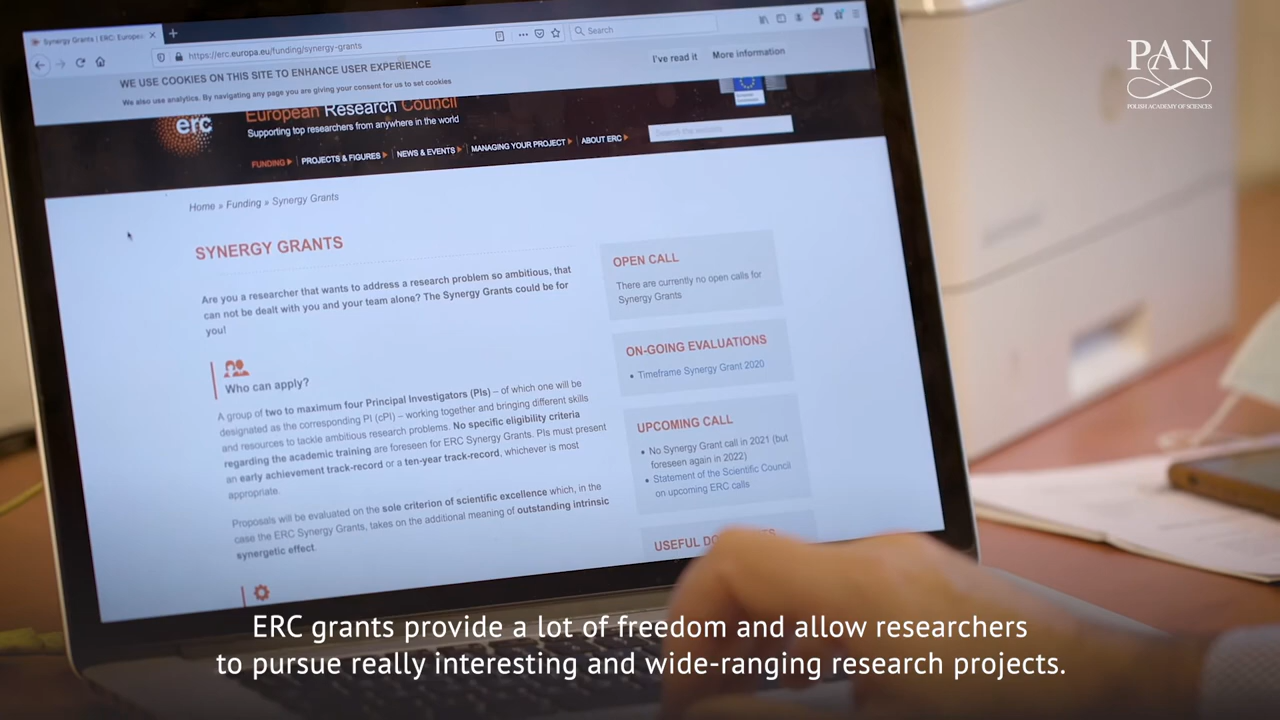 Synergy Grants | ERC: Europea
https://erc.europa.eu/funding/synergy-grants
Search
WE USE COOKIES ON THIS SITE TO ENHANCE USER EXPERIENCE
We also use analytics. By navigating any page you are giving your consent for us to set cookies
I've read it
More information
erc
European Research Council
Supporting top researchers from anywhere in the world
Search the website
FUNDING
PROJECTS & FIGURES
NEWS & EVENTS
MANAGING YOUR PROJECT
ABOUT ERC
Home » Funding » Synergy Grants
SYNERGY GRANTS
Are you a researcher that wants to address a research problem so ambitious, that
can not be dealt with you and your team alone? The Synergy Grants could be for
you!
Who can apply?
A group of two to maximum four Principal Investigators (PIs) – of which one will be
designated as the corresponding PI (cPI) – working together and bringing different skills
and resources to tackle ambitious research problems. No specific eligibility criteria
regarding the academic training are foreseen for ERC Synergy Grants. PIs must present
an early achievement track-record or a ten-year track-record, whichever is most
appropriate.
Proposals will be evaluated on the sole criterion of scientific excellence which, in the
case the ERC Synergy Grants, takes on the additional meaning of outstanding intrinsic
synergetic effect.
OPEN CALL
There are currently no open calls for
Synergy Grants
ON-GOING EVALUATIONS
• Timeframe Synergy Grant 2020
UPCOMING CALL
• No Synergy Grant call in 2021 (but
foreseen again in 2022)
• Statement of the Scientific Council
on upcoming ERC calls
USEFUL
PAN
POLISH ACADEMY OF SCIENCES
ERC grants provide a lot of freedom and allow researchers
to pursue really interesting and wide-ranging research projects.